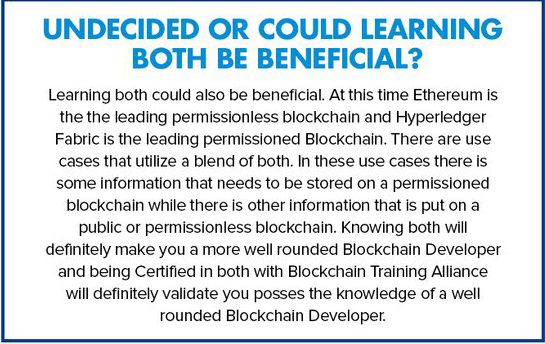 UNDECIDED OR COULD LEARNING
BOTH BE BENEFICIAL?
Learning both could also be beneficial. At this time Ethereum is
the the leading permissionless blockchain and Hyperledger
Fabric is the leading permissioned Blockchain. There are use
cases that utilize a blend of both. In these use cases there is
some information that needs to be stored on a permissioned
blockchain while there is other information that is put on a
public or permissionless blockchain. Knowing both will
definitely make you a more well rounded Blockchain Developer
and being Certified in both with Blockchain Training Alliance
will definitely validate you posses the knowledge of a well
rounded Blockchain Developer.